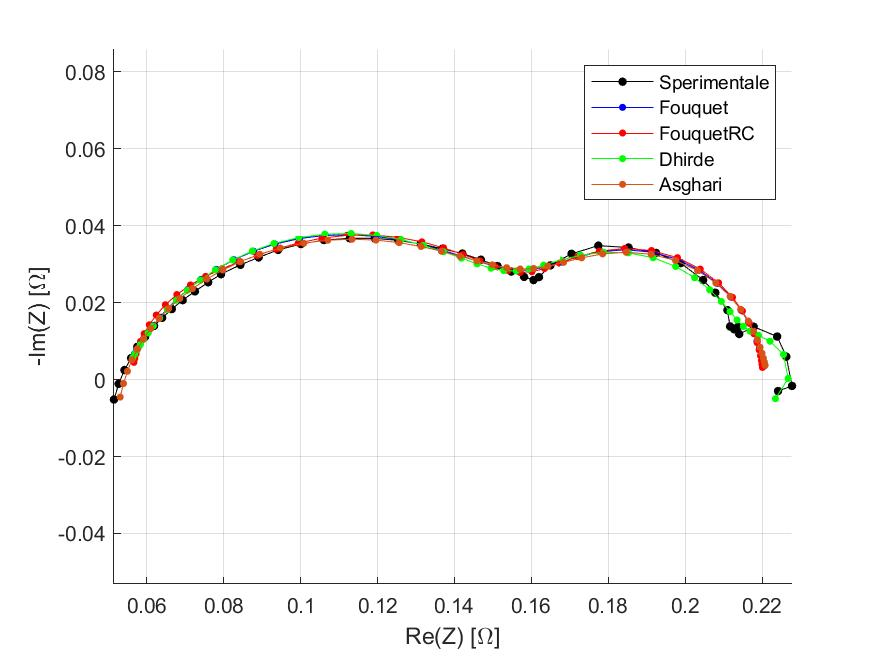 0.08
0.06
0.04
0.02
0
-0.02
-0.04
-Im(Z) [Ω]
0.06
0.08
0.1
0.12
0.14
0.16
0.18
0.2
0.22
Re(Z) [Ω]
Sperimentale
Fouquet
FouquetRC
Dhirde
Asghari